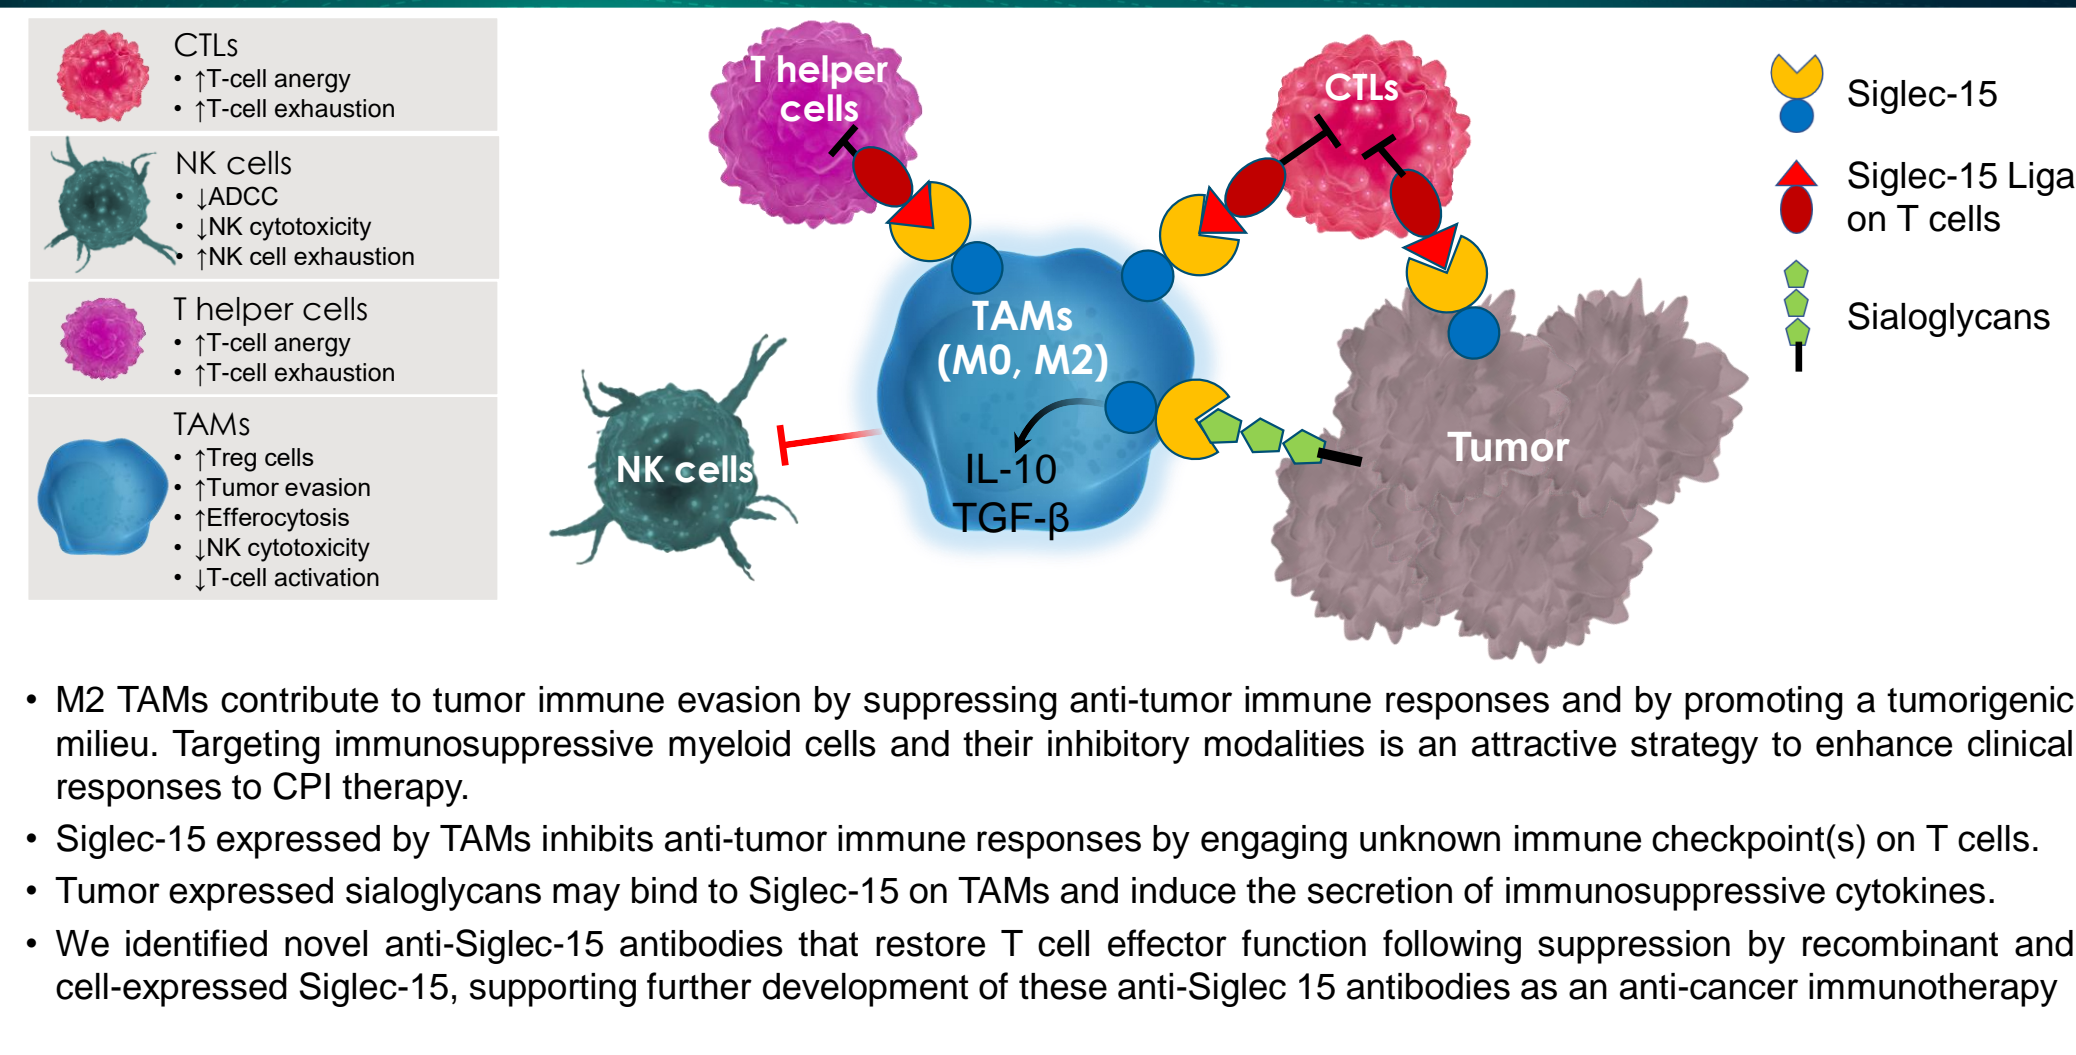 CTLs
• ↑T-cell anergy
• ↑T-cell exhaustion
NK cells
• ↓ADCC
• ↓NK cytotoxicity
• ↑NK cell exhaustion
T helper cells
• ↑T-cell anergy
• ↑T-cell exhaustion
TAMs
• ↑Treg cells
• ↑Tumor evasion
• ↑Efferocytosis
• ↓NK cytotoxicity
• ↓T-cell activation
T helper
cells
CTLs
TAMs
(M0, M2)
NK cells
IL-10
TGF-β
Tumor
Siglec-15
Siglec-15 Liga
on T cells
Sialoglycans
• M2 TAMs contribute to tumor immune evasion by suppressing anti-tumor immune responses and by promoting a tumorigenic
milieu. Targeting immunosuppressive myeloid cells and their inhibitory modalities is an attractive strategy to enhance clinical
responses to CPI therapy.
• Siglec-15 expressed by TAMs inhibits anti-tumor immune responses by engaging unknown immune checkpoint(s) on T cells.
• Tumor expressed sialoglycans may bind to Siglec-15 on TAMs and induce the secretion of immunosuppressive cytokines.
• We identified novel anti-Siglec-15 antibodies that restore T cell effector function following suppression by recombinant and
cell-expressed Siglec-15, supporting further development of these anti-Siglec 15 antibodies as an anti-cancer immunotherapy